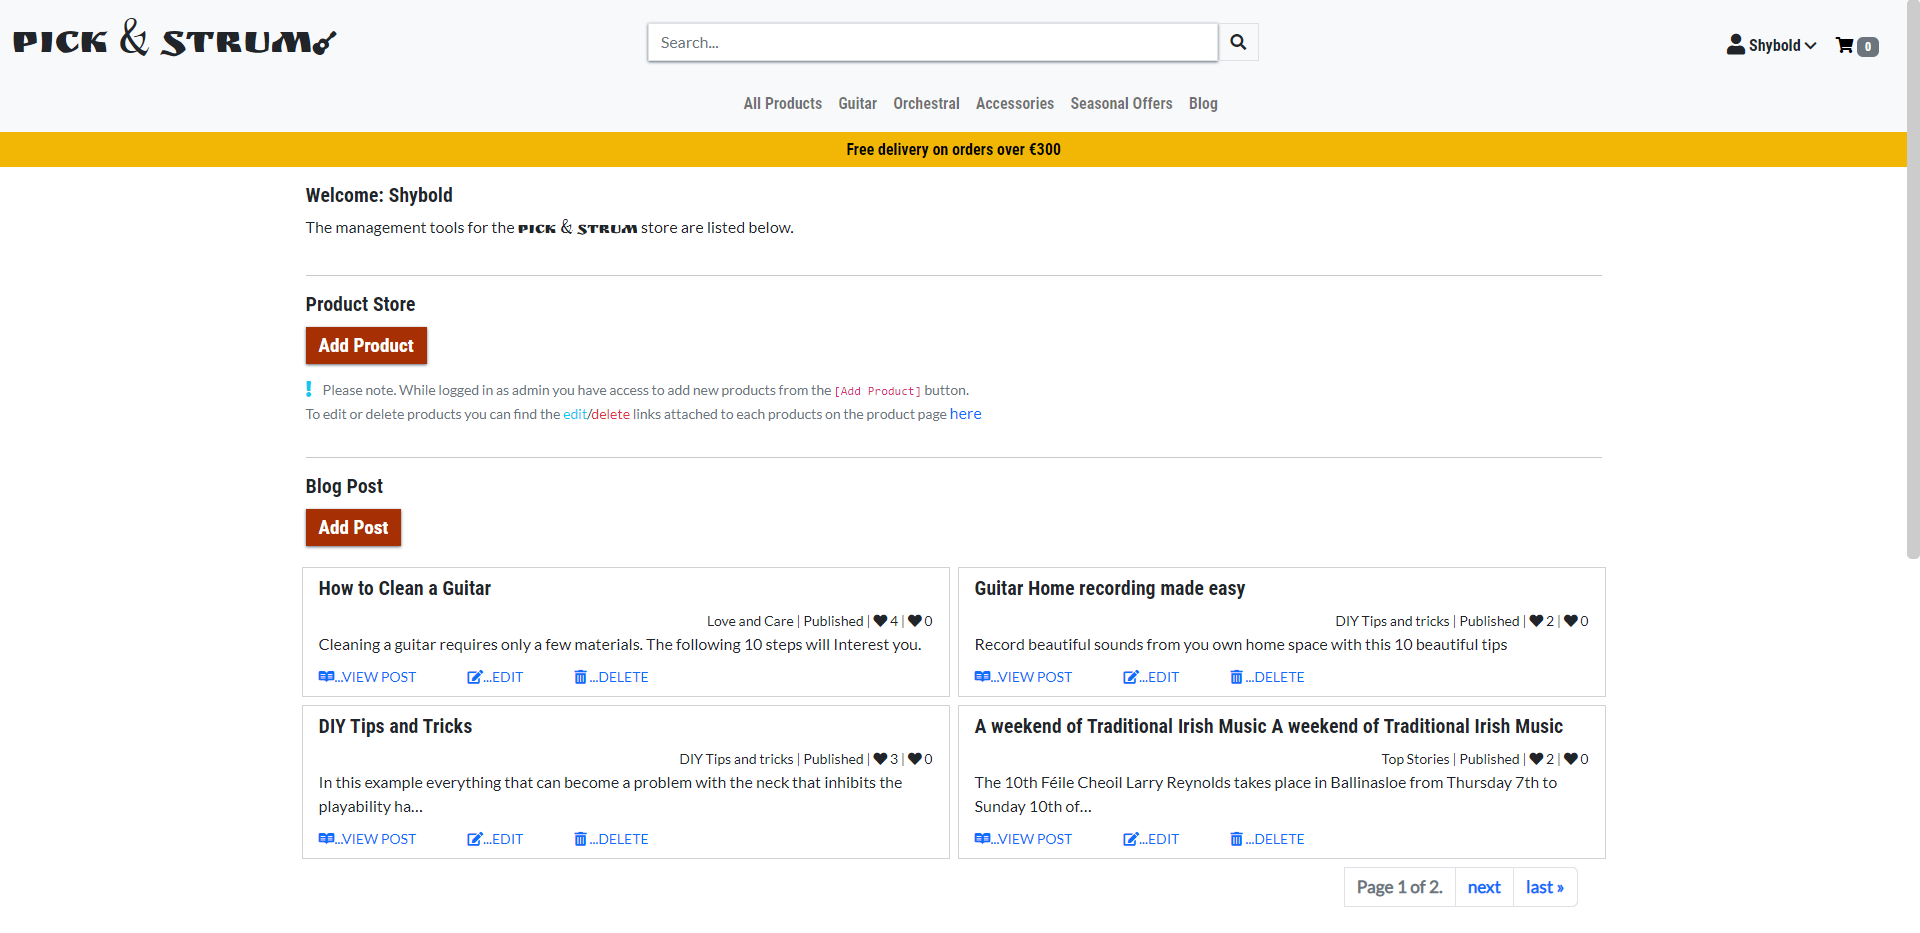 PICK & STRUM
Search...
Shybold
0
All Products Guitar Orchestral Accessories Seasonal Offers Blog
Free delivery on orders over €300
Welcome: Shybold
The management tools for the PICK & STRUM store are listed below.
Product Store
Add Product
Please note. While logged in as admin you have access to add new products from the [Add Product] button.
To edit or delete products you can find the edit/delete links attached to each products on the product page here
Blog Post
Add Post
How to Clean a Guitar
Love and Care | Published | 4 | 0
Cleaning a guitar requires only a few materials. The following 10 steps will Interest you.
...VIEW POST ...EDIT ...DELETE
Guitar Home recording made easy
DIY Tips and tricks | Published | 2 | 0
Record beautiful sounds from you own home space with this 10 beautiful tips
...VIEW POST ...EDIT ...DELETE
DIY Tips and Tricks
DIY Tips and tricks | Published | 3 | 0
In this example everything that can become a problem with the neck that inhibits the
playability ha...
...VIEW POST ...EDIT ...DELETE
A weekend of Traditional Irish Music A weekend of Traditional Irish Music
Top Stories | Published | 2 | 0
The 10th Féile Cheoil Larry Reynolds takes place in Ballinasloe from Thursday 7th to
Sunday 10th of...
...VIEW POST ...EDIT ...DELETE
Page 1 of 2. next last »